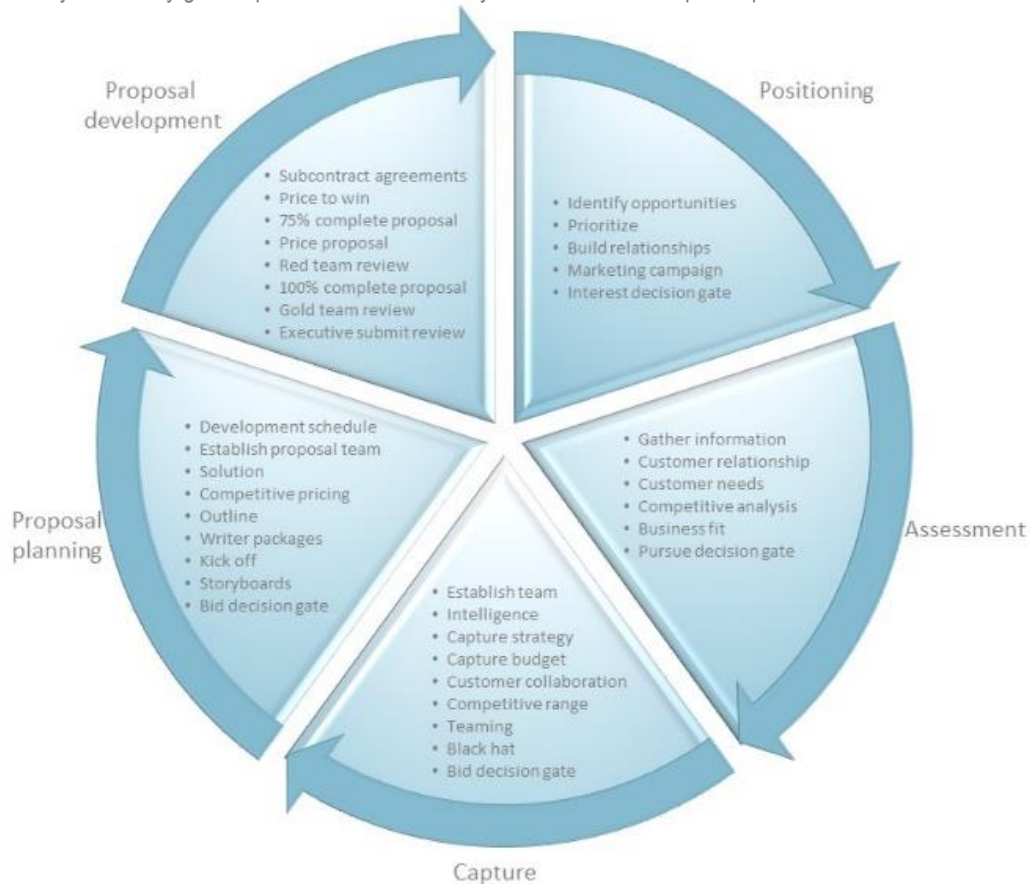 Proposal
development
Positioning
• Subcontract agreements
• Price to win
• 75% complete proposal
• Price proposal
• Red team review
• 100% complete proposal
• Gold team review
• Executive submit review
• Identify opportunities
• Prioritize
• Build relationships
• Marketing campaign
• Interest decision gate
• Development schedule
• Establish proposal team
• Solution
• Competitive pricing
• Outline
• Writer packages
• Kick off
• Storyboards
• Bid decision gate
• Gather information
• Customer relationship
• Customer needs
• Competitive analysis
• Business fit
• Pursue decision gate
Proposal
planning
Assessment
• Establish team
• Intelligence
• Capture strategy
• Capture budget
• Customer collaboration
• Competitive range
• Teaming
• Black hat
• Bid decision gate
Capture